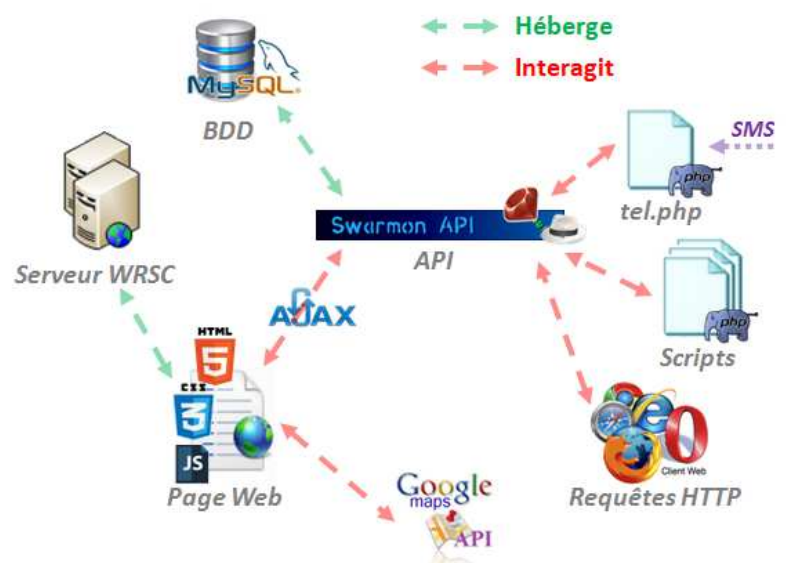 Héberge
Interagit
MySQL.
BDD
SMS
php
tel.php
Swarmon API
API
Serveur WRSC
AJAX
HTML
5
CSS
3
JS
Page Web
php
Scripts
Client Web
Requêtes HTTP
Google
maps
API